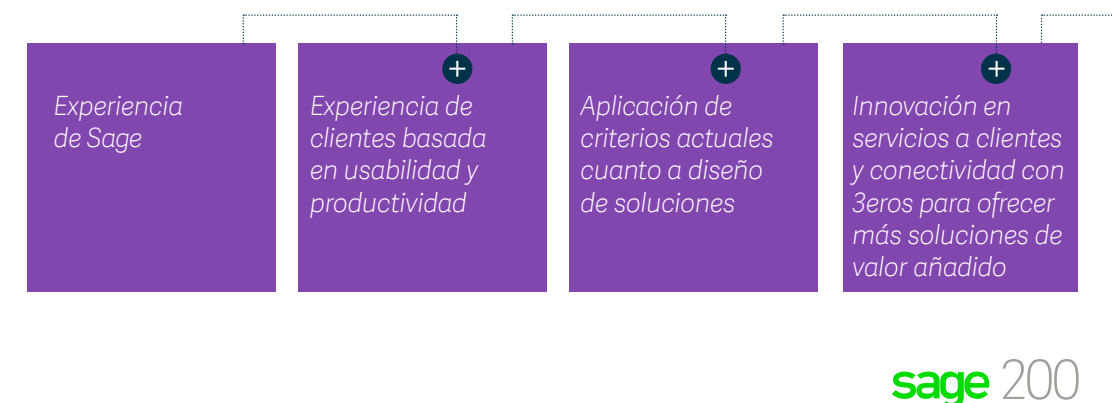 Experiencia
de Sage
Experiencia de
clientes basada
en usabilidad y
productividad
Aplicación de
criterios actuales
cuanto a diseño
de soluciones
Innovación en
servicios a clientes
y conectividad con
3eros para ofrecer
más soluciones de
valor añadido
sage 200